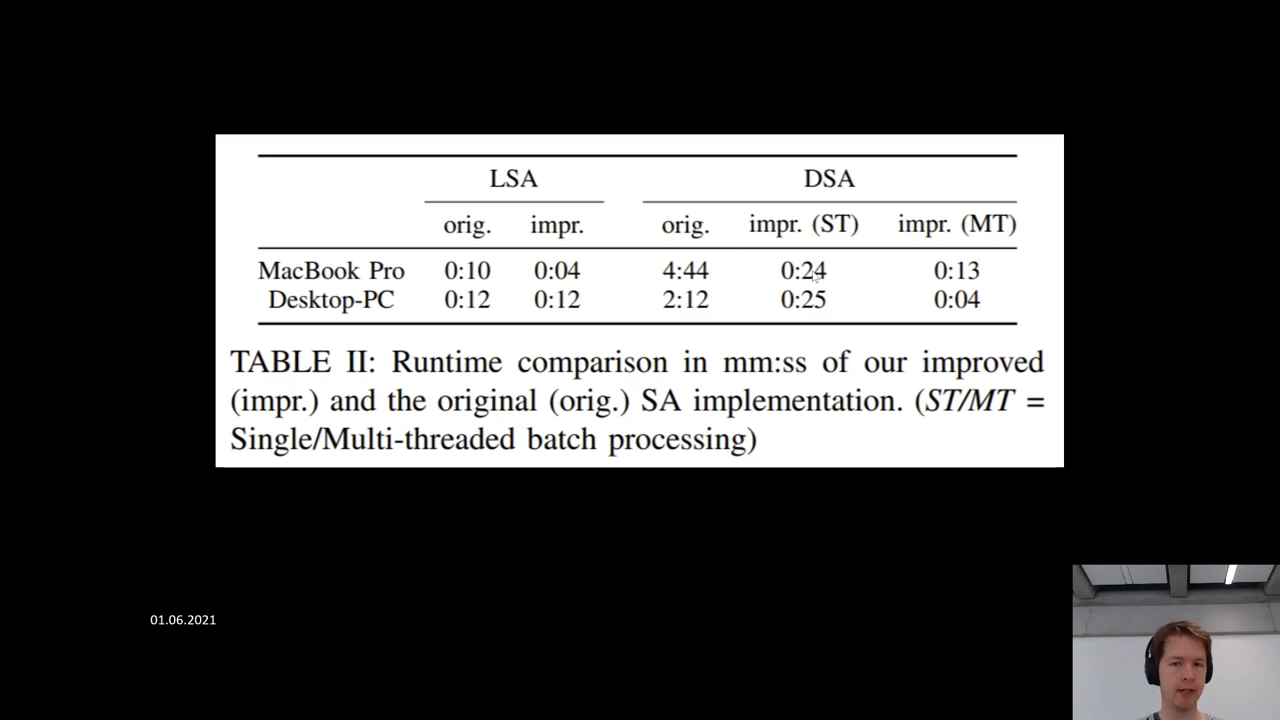 LSA DSA
orig. impr. orig. impr. (ST) impr. (MT)
MacBook Pro 0:10 0:04 4:44 0:24 0:13
Desktop-PC 0:12 0:12 2:12 0:25 0:04
TABLE II: Runtime comparison in mm:ss of our improved
(impr.) and the original (orig.) SA implementation. (ST/MT =
Single/Multi-threaded batch processing)
01.06.2021